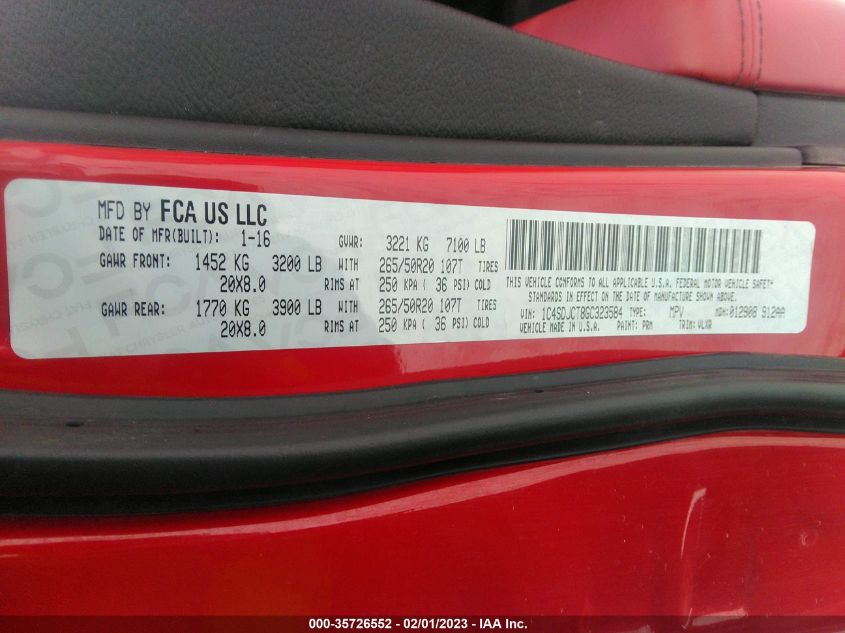 MFD BY FCA US LLC
DATE OF MFR(BUILT): 1-16 GVWR: 3221 KG 7100 LB
GAWR FRONT: 1452 KG 3200 LB WITH 265/50R20 107T TIRES
20X8.0 RIMS AT 250 KPA ( 36 PSI) COLD
GAWR REAR: 1770 KG 3900 LB WITH 265/50R20 107T TIRES
20X8.0 RIMS AT 250 KPA ( 36 PSI) COLD
THIS VEHICLE CONFORMS TO ALL APPLICABLE U.S.A. FEDERAL MOTOR VEHICLE SAFETY
STANDARDS IN EFFECT ON THE DATE OF MANUFACTURE SHOWN ABOVE.
VIN: 1C4SDJCT8GC323584 TYPE: MPV MDH:012908 912AA
VEHICLE MADE IN U.S.A. PAINT: PRM TRIM: VLXR
000-35726552 / 02/01/2023 – IAA Inc.